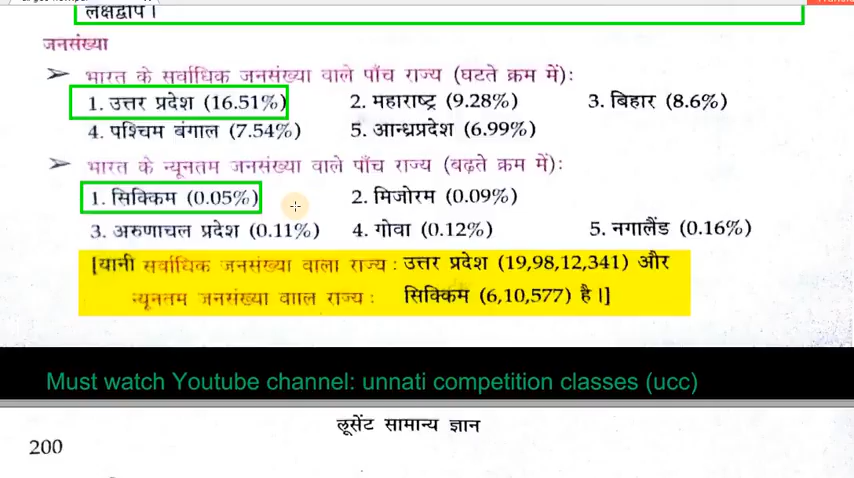 लक्षद्वीप ।
जनसंख्या
➢ भारत के सर्वाधिक जनसंख्या वाले पाँच राज्य (घटते क्रम में) :
1. उत्तर प्रदेश (16.51%) 2. महाराष्ट्र (9.28%) 3. बिहार (8.6%)
4. पश्चिम बंगाल (7.54%) 5. आन्ध्रप्रदेश (6.99%)
➢ भारत के न्यूनतम जनसंख्या वाले पाँच राज्य (बढ़ते क्रम में) :
1. सिक्किम (0.05%) 2. मिजोरम (0.09%)
3. अरुणाचल प्रदेश (0.11%) 4. गोवा (0.12%) 5. नगालैंड (0.16%)
[यानी सर्वाधिक जनसंख्या वाला राज्य : उत्तर प्रदेश (19,98,12,341) और
न्यूनतम जनसंख्या वााल राज्य : सिक्किम (6,10,577) है ।]
Must watch Youtube channel: unnati competition classes (ucc)
लूसेंट सामान्य ज्ञान
200